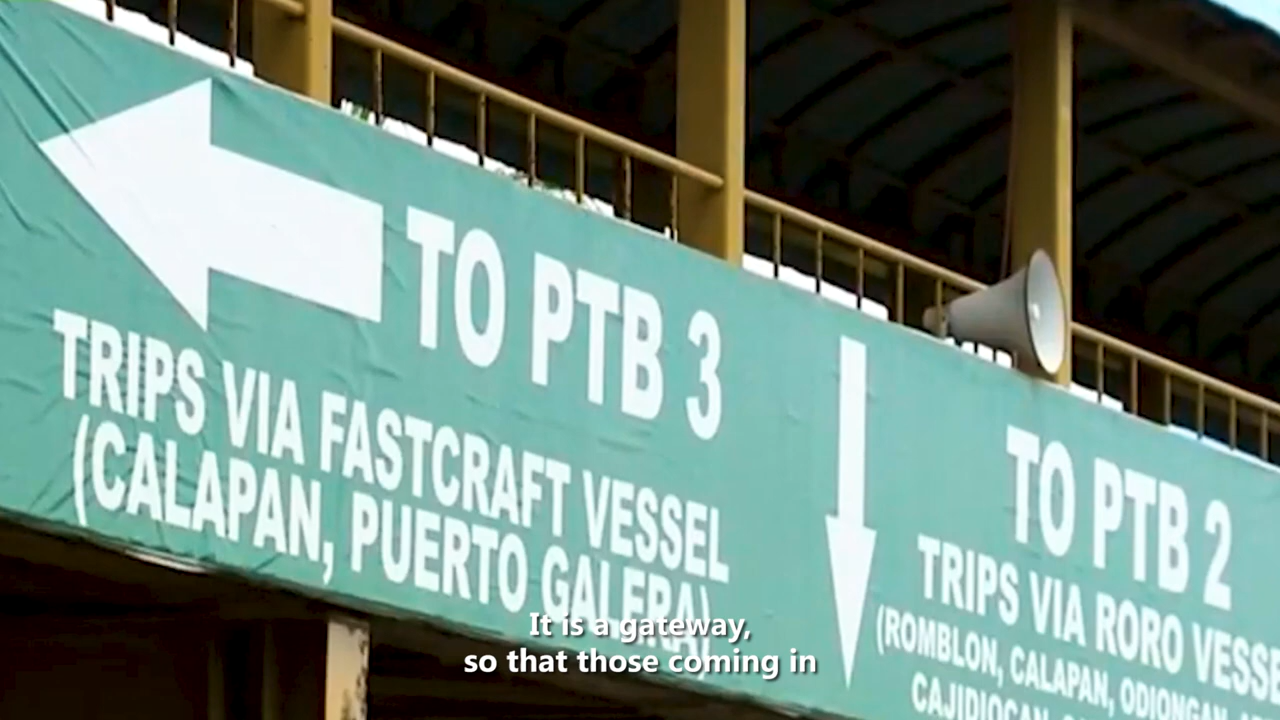 TO PTB 3
TRIPS VIA FASTCRAFT VESSEL
(CALAPAN, PUERTO GALERA)
TO PTB 2
TRIPS VIA RORO VESSE
(ROMBLON, CALAPAN, ODIONGAN,
CAJIDIOCAN,
It is a gateway,
so that those coming in